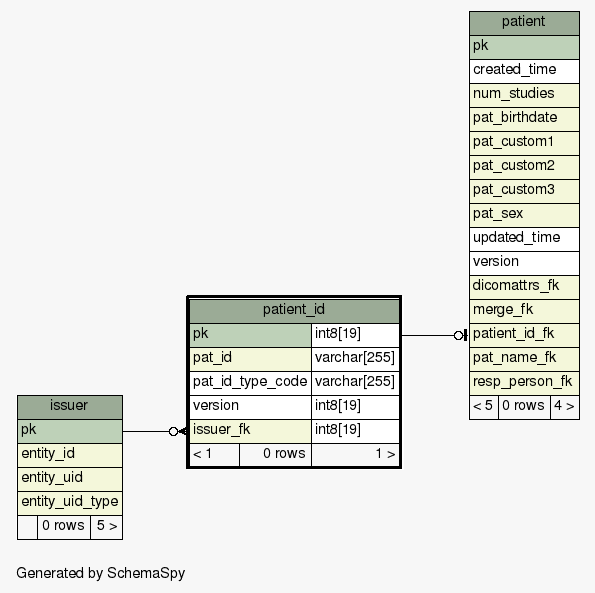 patient
pk
created_time
num_studies
pat_birthdate
pat_custom1
pat_custom2
pat_custom3
pat_sex
updated_time
version
dicomattrs_fk
merge_fk
patient_id_fk
pat_name_fk
resp_person_fk
< 5 0 rows 4 >
patient_id
pk int8[19]
pat_id varchar[255]
pat_id_type_code varchar[255]
version int8[19]
issuer_fk int8[19]
< 1 0 rows 1 >
issuer
pk
entity_id
entity_uid
entity_uid_type
0 rows 5 >
Generated by SchemaSpy